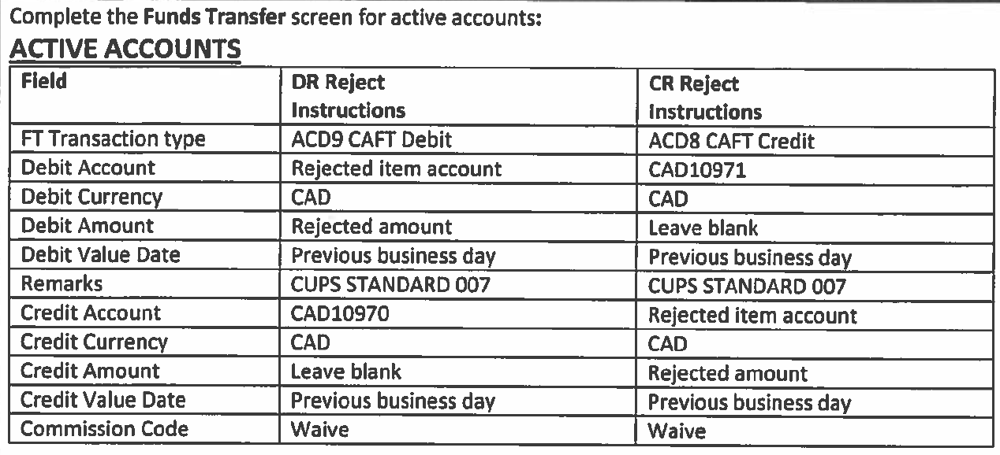 Complete the Funds Transfer screen for active accounts:
ACTIVE ACCOUNTS
Field DR Reject Instructions CR Reject Instructions
FT Transaction type ACD9 CAFT Debit ACD8 CAFT Credit
Debit Account Rejected item account CAD10971
Debit Currency CAD CAD
Debit Amount Rejected amount Leave blank
Debit Value Date Previous business day Previous business day
Remarks CUPS STANDARD 007 CUPS STANDARD 007
Credit Account CAD10970 Rejected item account
Credit Currency CAD CAD
Credit Amount Leave blank Rejected amount
Credit Value Date Previous business day Previous business day
Commission Code Waive Waive